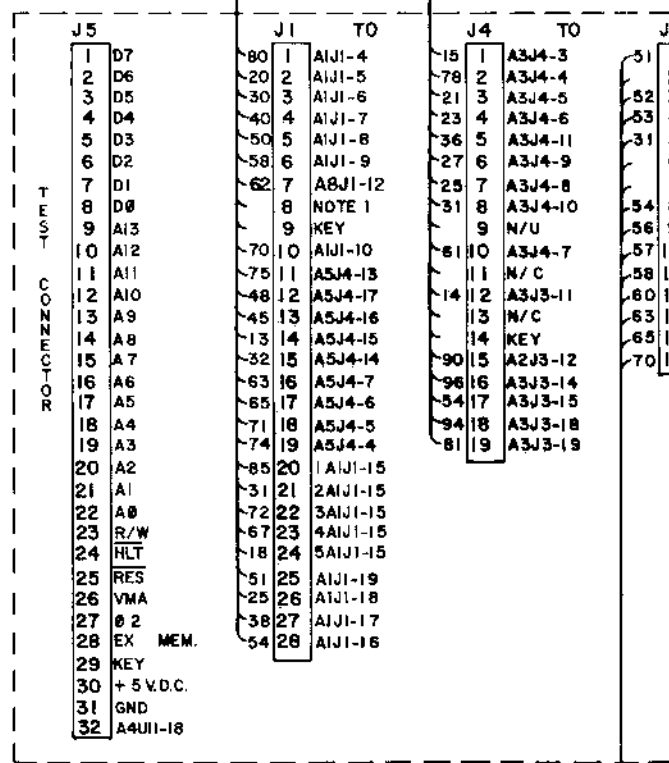 J5
1 D7
2 D6
3 D5
4 D4
5 D3
6 D2
7 D1
8 DØ
9 A13
10 A12
11 A11
12 A10
13 A9
14 A8
15 A7
16 A6
17 A5
18 A4
19 A3
20 A2
21 A1
22 AØ
23 R/W
24 HLT
25 RES
26 VMA
27 Ø2
28 EX MEM.
29 KEY
30 +5 V.D.C.
31 GND
32 A4U11-18
TEST CONNECTOR
J1 TO
80 1 A1J1-4
20 2 A1J1-5
30 3 A1J1-6
40 4 A1J1-7
50 5 A1J1-8
58 6 A1J1-9
62 7 A8J1-12
8 NOTE 1
9 KEY
70 10 A1J1-10
75 11 A5J4-13
48 12 A5J4-17
45 13 A5J4-16
13 14 A5J4-15
32 15 A5J4-14
63 16 A5J4-7
65 17 A5J4-6
71 18 A5J4-5
74 19 A5J4-4
85 20 1A1J1-15
31 21 2A1J1-15
72 22 3A1J1-15
67 23 4A1J1-15
18 24 5A1J1-15
51 25 A1J1-19
25 26 A1J1-18
38 27 A1J1-17
54 28 A1J1-16
J4 TO
15 1 A3J4-3
78 2 A3J4-4
21 3 A3J4-5
23 4 A3J4-6
36 5 A3J4-11
27 6 A3J4-9
25 7 A3J4-8
31 8 A3J4-10
9 N/U
61 10 A3J4-7
11 N/C
14 12 A3J3-11
13 N/C
14 KEY
90 15 A2J3-12
96 16 A3J3-14
54 17 A3J3-15
94 18 A3J3-18
81 19 A3J3-19
J
51
52
53
31
54
56
57 1
58 1
60 1
63 1
65 1
70 1